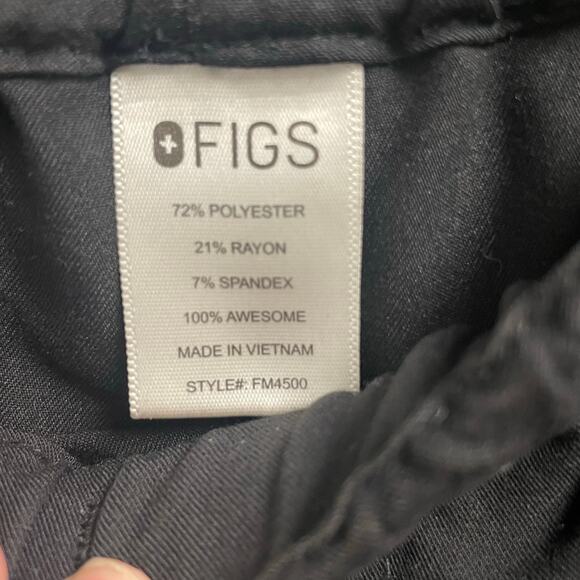 FIGS
72% POLYESTER
21% RAYON
7% SPANDEX
100% AWESOME
MADE IN VIETNAM
STYLE#: FM4500